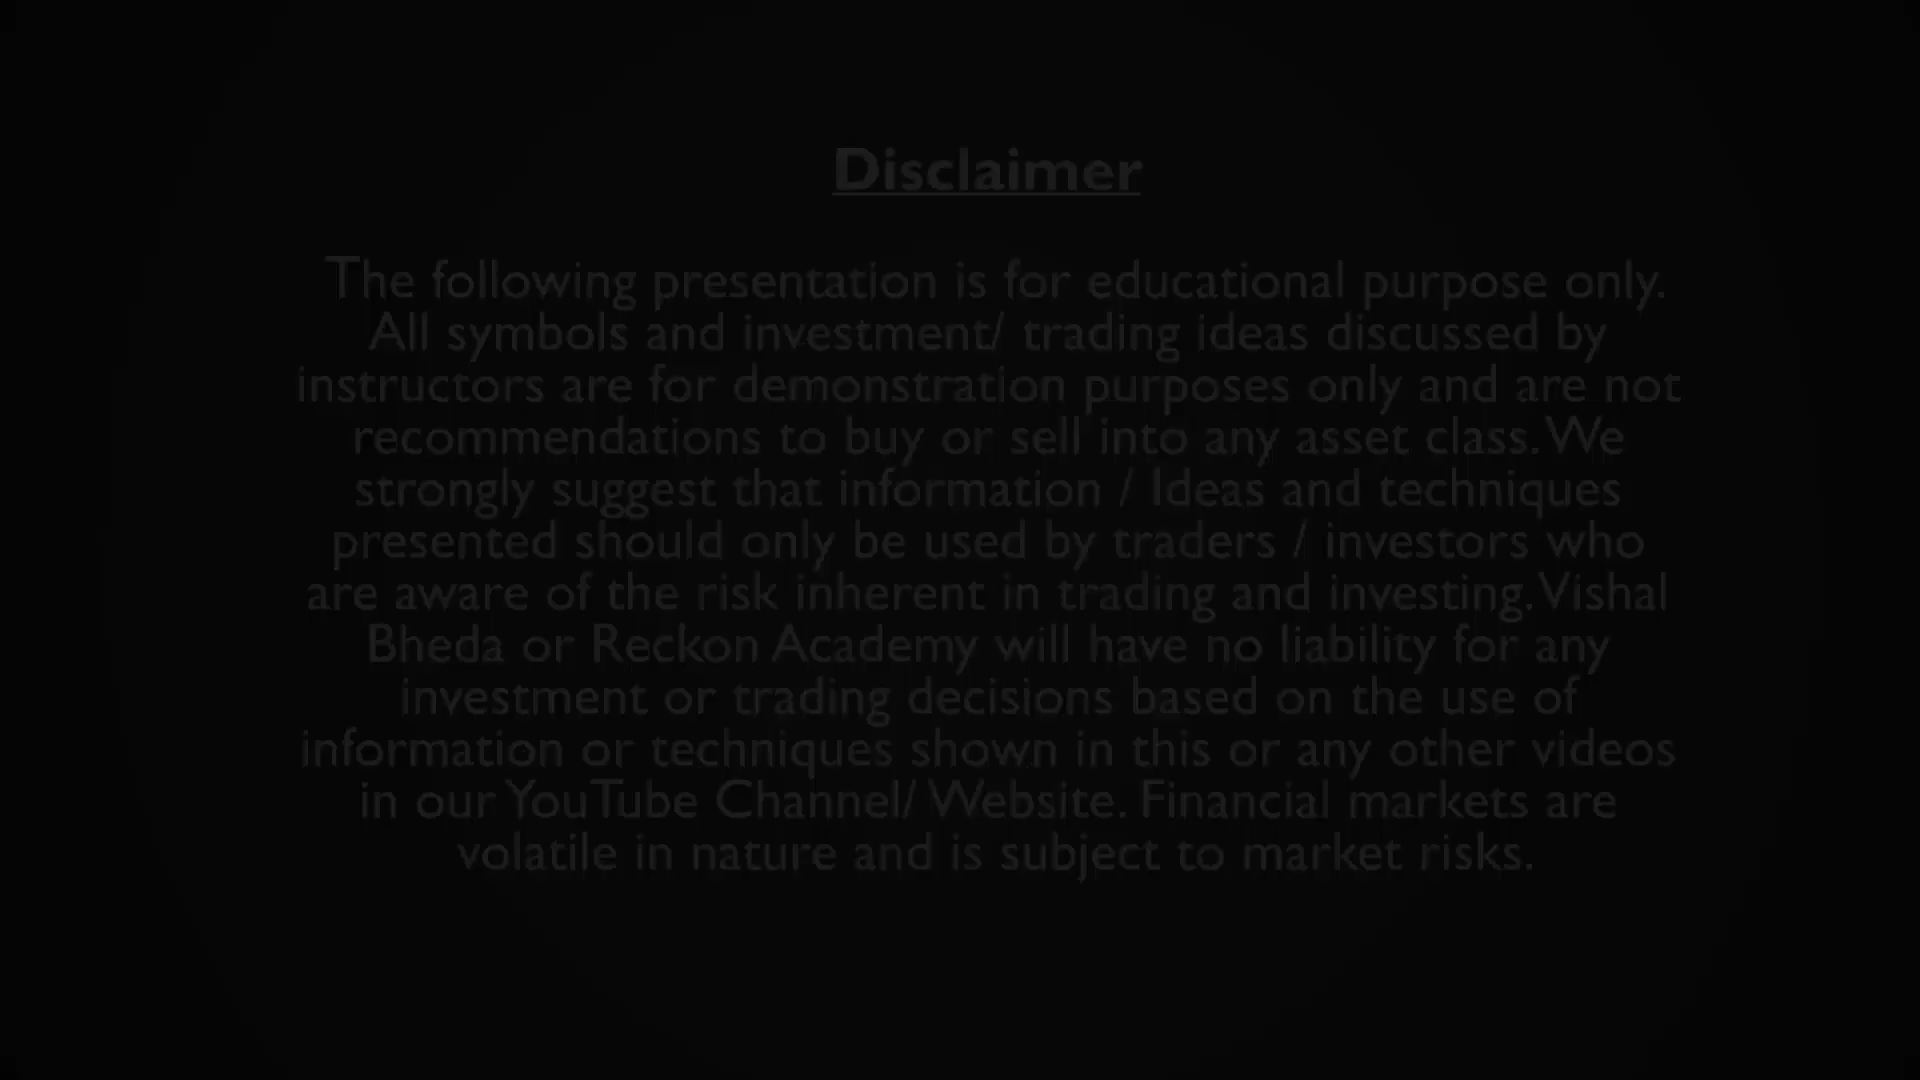 Disclaimer
The following presentation is for educational purpose only.
All symbols and investment/ trading ideas discussed by
instructors are for demonstration purposes only and are not
recommendations to buy or sell into any asset class. We
strongly suggest that information / Ideas and techniques
presented should only be used by traders / investors who
are aware of the risk inherent in trading and investing. Vishal
Bheda or Reckon Academy will have no liability for any
investment or trading decisions based on the use of
information or techniques shown in this or any other videos
in our YouTube Channel/ Website. Financial markets are
volatile in nature and is subject to market risks.